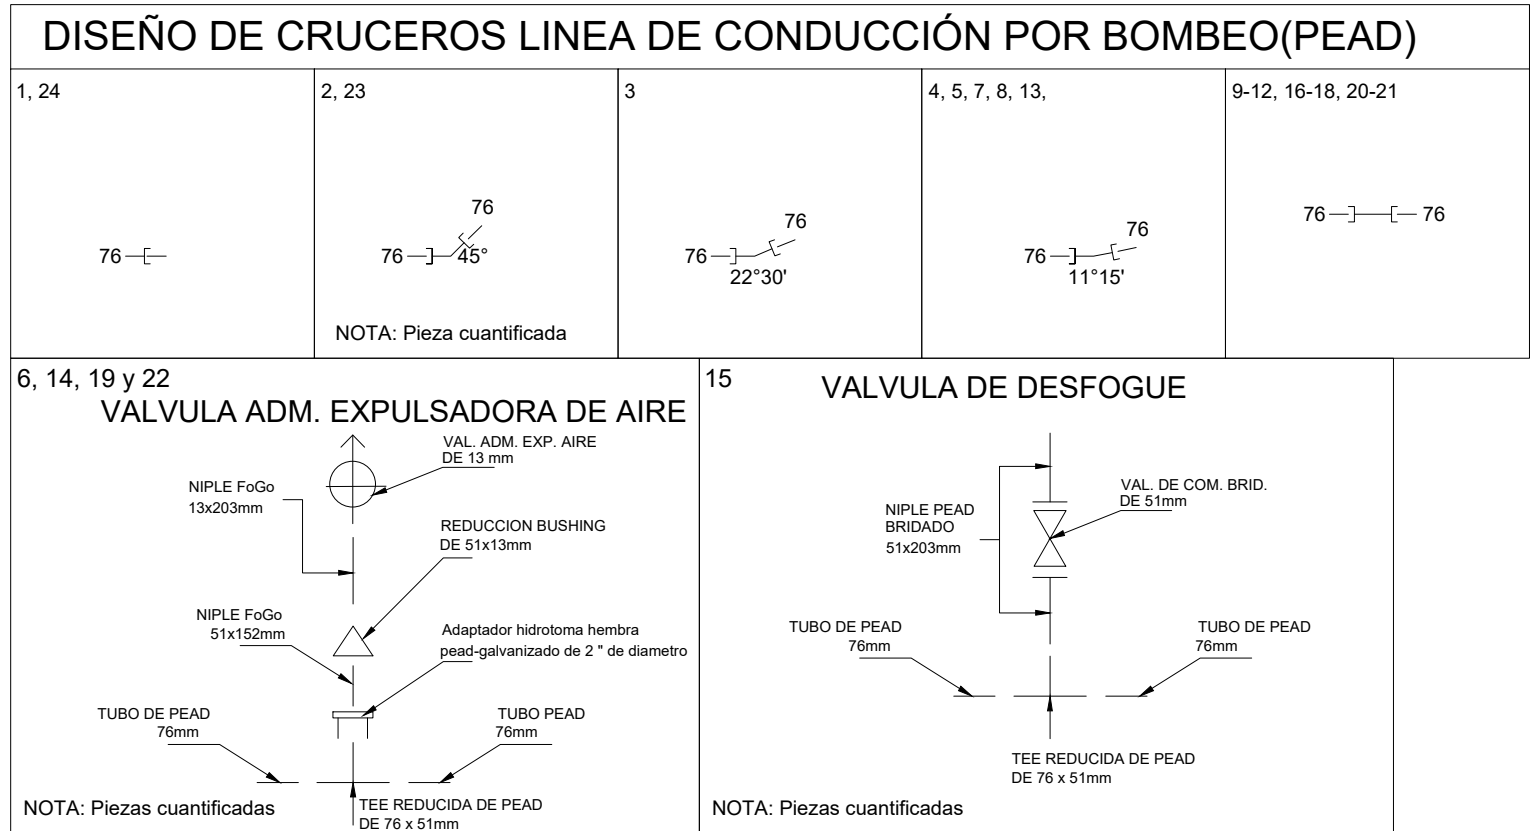 DISEÑO DE CRUCEROS LINEA DE CONDUCCIÓN POR BOMBEO(PEAD)
1, 24
76
2, 23
76
76
45°
NOTA: Pieza cuantificada
3
76
76
22°30'
4, 5, 7, 8, 13,
76
76
11°15'
9-12, 16-18, 20-21
76
76
6, 14, 19 y 22
VALVULA ADM. EXPULSADORA DE AIRE
VAL. ADM. EXP. AIRE
DE 13 mm
NIPLE FoGo
13x203mm
REDUCCION BUSHING
DE 51x13mm
NIPLE FoGo
51x152mm
Adaptador hidrotoma hembra
pead-galvanizado de 2 " de diametro
TUBO DE PEAD
76mm
TUBO PEAD
76mm
TEE REDUCIDA DE PEAD
DE 76 x 51mm
NOTA: Piezas cuantificadas
15
VALVULA DE DESFOGUE
VAL. DE COM. BRID.
DE 51mm
NIPLE PEAD
BRIDADO
51x203mm
TUBO DE PEAD
76mm
TUBO DE PEAD
76mm
TEE REDUCIDA DE PEAD
DE 76 x 51mm
NOTA: Piezas cuantificadas